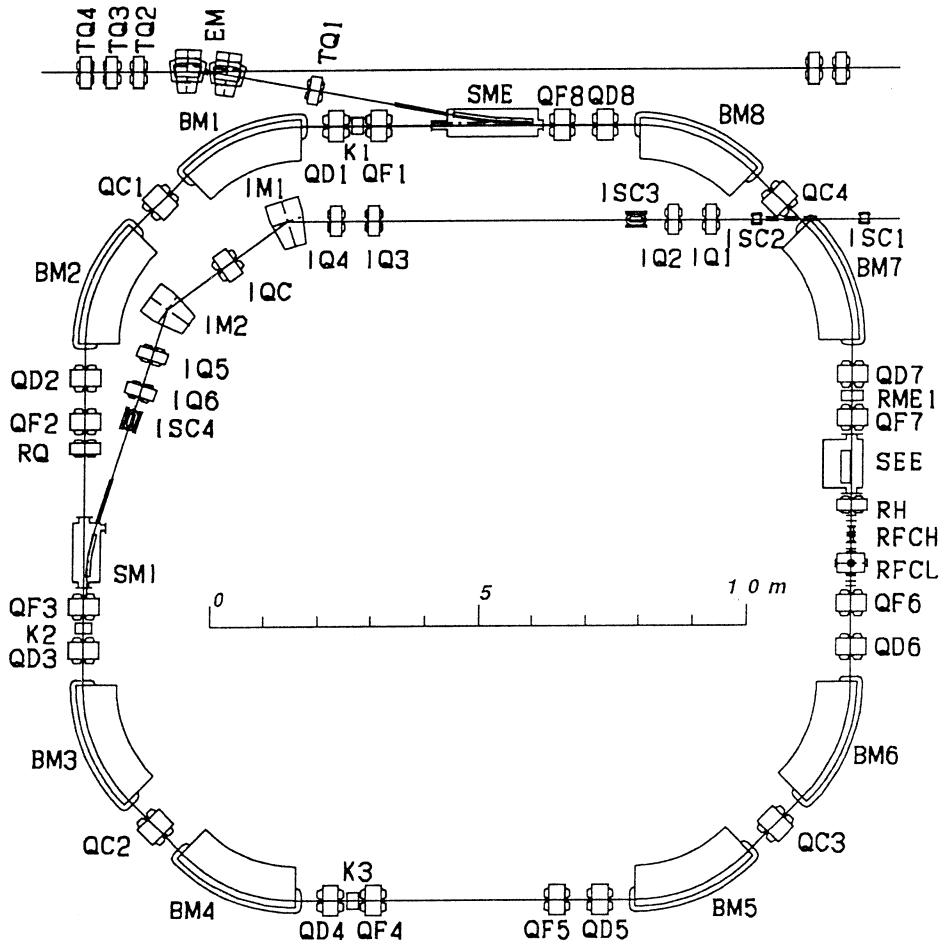 TQ4
TQ3
TQ2
EM
TQ1
SME
QF8
QD8
BM1
BM8
K1
QD1
QF1
QC1
IM1
ISC3
QC4
IQ4
IQ3
IQ2
IQ1
ISC2
ISC1
BM2
IQC
BM7
IM2
IQ5
QD2
QD7
IQ6
RME1
QF2
ISC4
QF7
RQ
SEE
RH
RFCH
SM1
RFCL
0 5 10 m
QF3
QF6
K2
QD3
QD6
BM3
BM6
QC2
QC3
K3
BM4
BM5
QD4
QF4
QF5
QD5